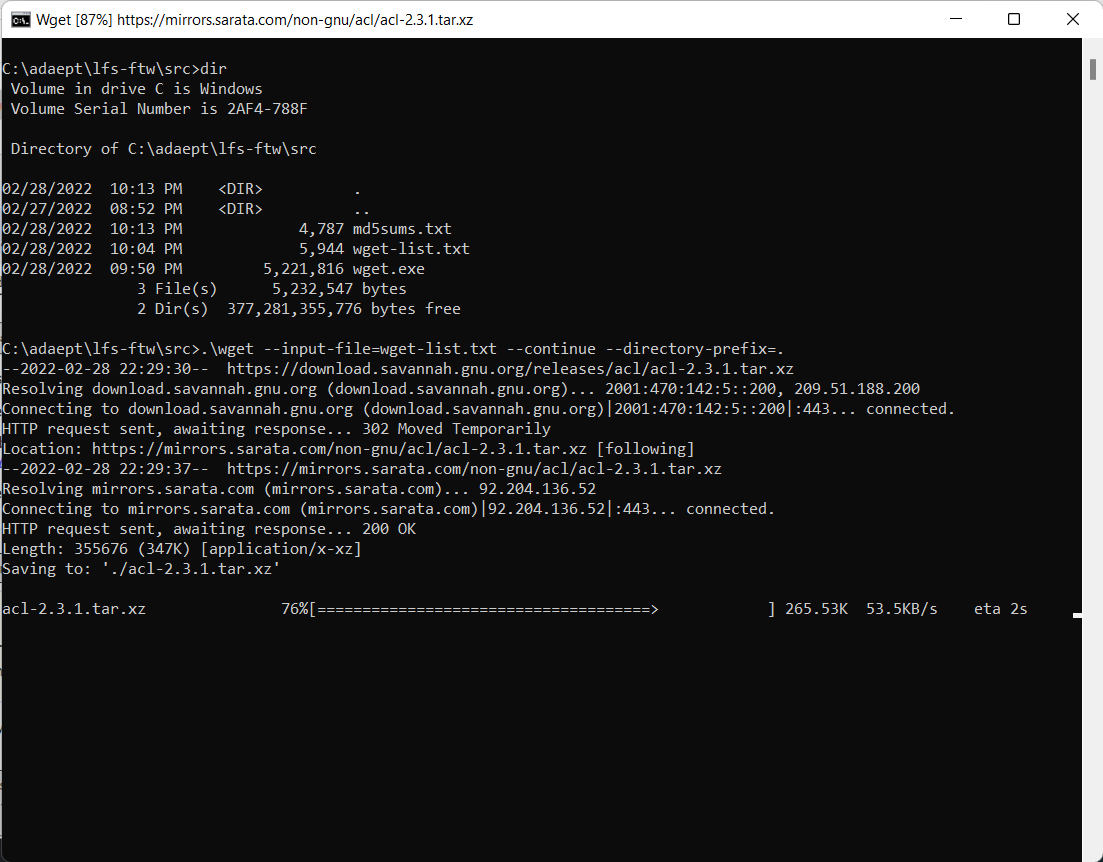 Wget [87%] https://mirrors.sarata.com/non-gnu/acl/acl-2.3.1.tar.xz
C:\adaept\lfs-ftw\src>dir
 Volume in drive C is Windows
 Volume Serial Number is 2AF4-788F
 Directory of C:\adaept\lfs-ftw\src
02/28/2022  10:13 PM    <DIR>          .
02/27/2022  08:52 PM    <DIR>          ..
02/28/2022  10:13 PM             4,787 md5sums.txt
02/28/2022  10:04 PM             5,944 wget-list.txt
02/28/2022  09:50 PM         5,221,816 wget.exe
               3 File(s)      5,232,547 bytes
               2 Dir(s)  377,281,355,776 bytes free
C:\adaept\lfs-ftw\src>.\wget --input-file=wget-list.txt --continue --directory-prefix=.
--2022-02-28 22:29:30--  https://download.savannah.gnu.org/releases/acl/acl-2.3.1.tar.xz
Resolving download.savannah.gnu.org (download.savannah.gnu.org)... 2001:470:142:5::200, 209.51.188.200
Connecting to download.savannah.gnu.org (download.savannah.gnu.org)|2001:470:142:5::200|:443... connected.
HTTP request sent, awaiting response... 302 Moved Temporarily
Location: https://mirrors.sarata.com/non-gnu/acl/acl-2.3.1.tar.xz [following]
--2022-02-28 22:29:37--  https://mirrors.sarata.com/non-gnu/acl/acl-2.3.1.tar.xz
Resolving mirrors.sarata.com (mirrors.sarata.com)... 92.204.136.52
Connecting to mirrors.sarata.com (mirrors.sarata.com)|92.204.136.52|:443... connected.
HTTP request sent, awaiting response... 200 OK
Length: 355676 (347K) [application/x-xz]
Saving to: './acl-2.3.1.tar.xz'
acl-2.3.1.tar.xz               76%[=====================================>            ] 265.53K  53.5KB/s    eta 2s